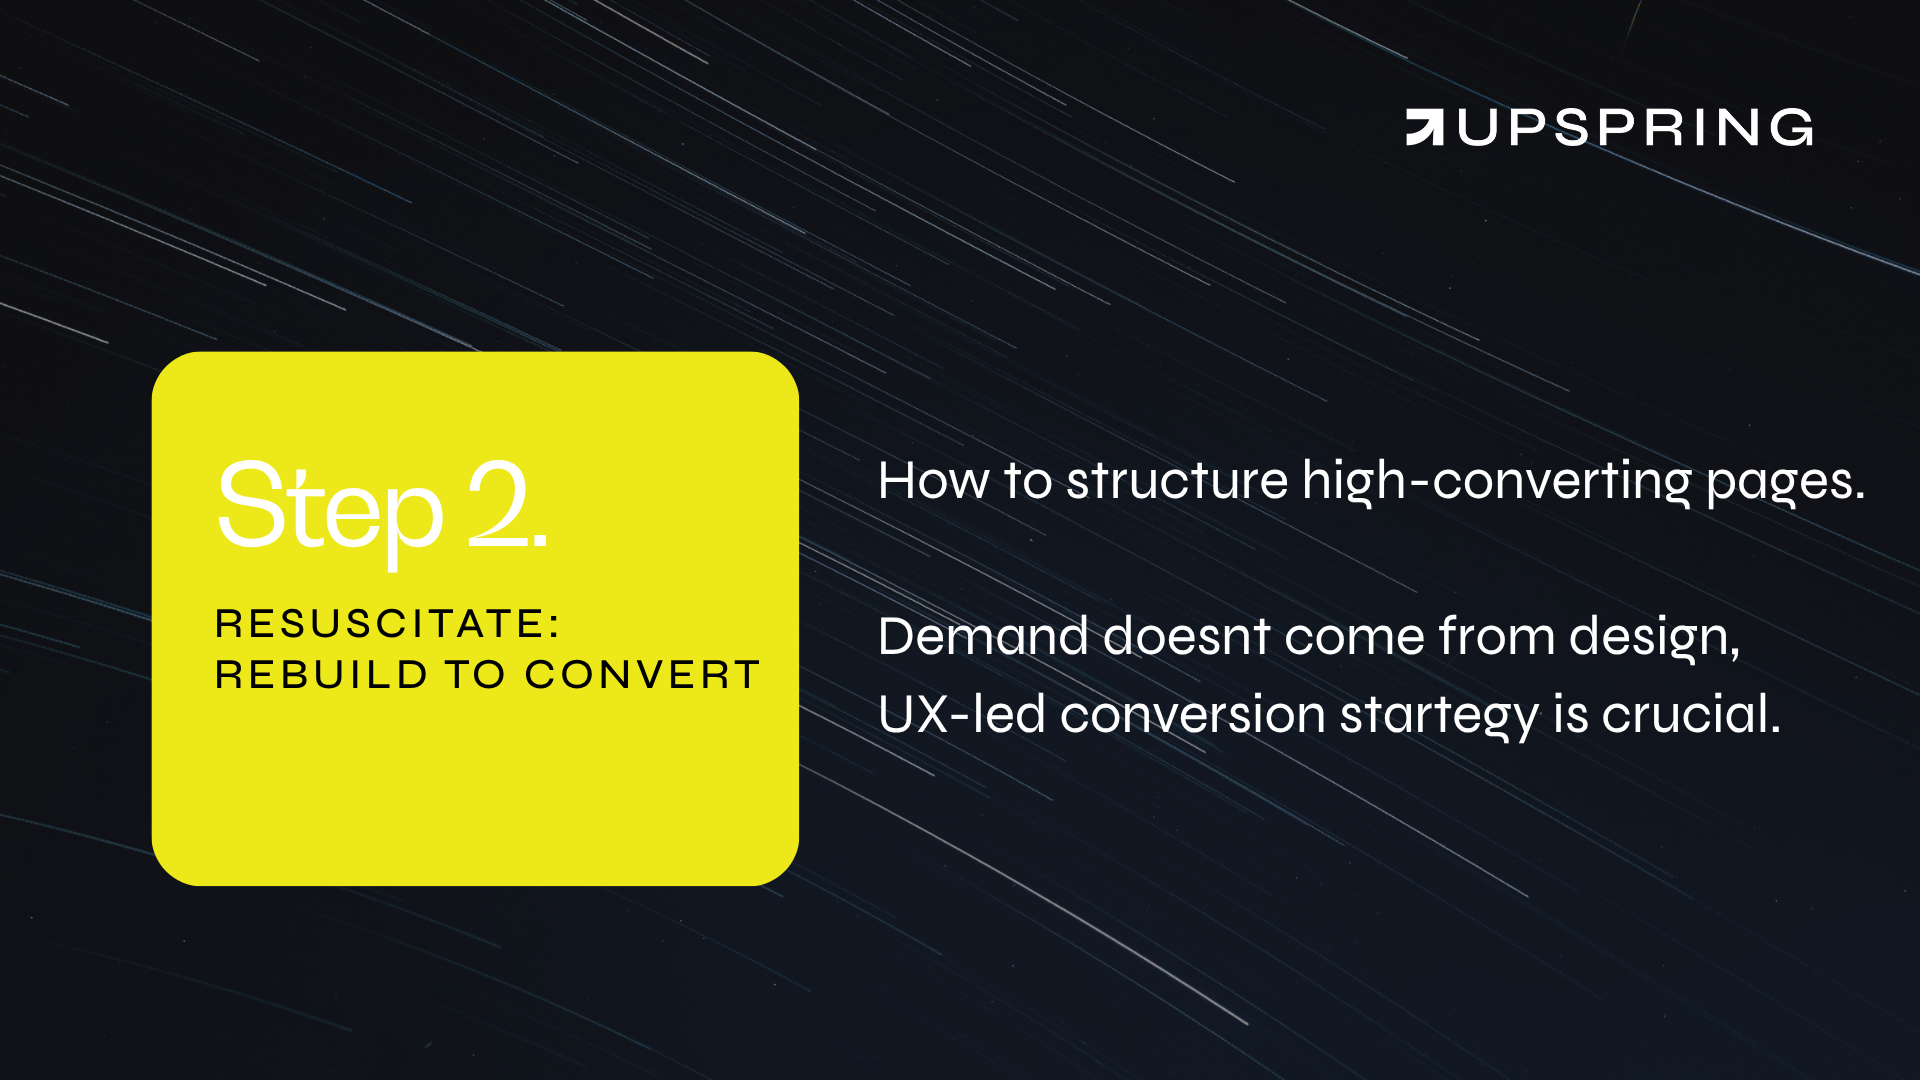 UPSPRING
Step 2.
RESUSCITATE:
REBUILD TO CONVERT
How to structure high-converting pages.
Demand doesnt come from design,
UX-led conversion startegy is crucial.